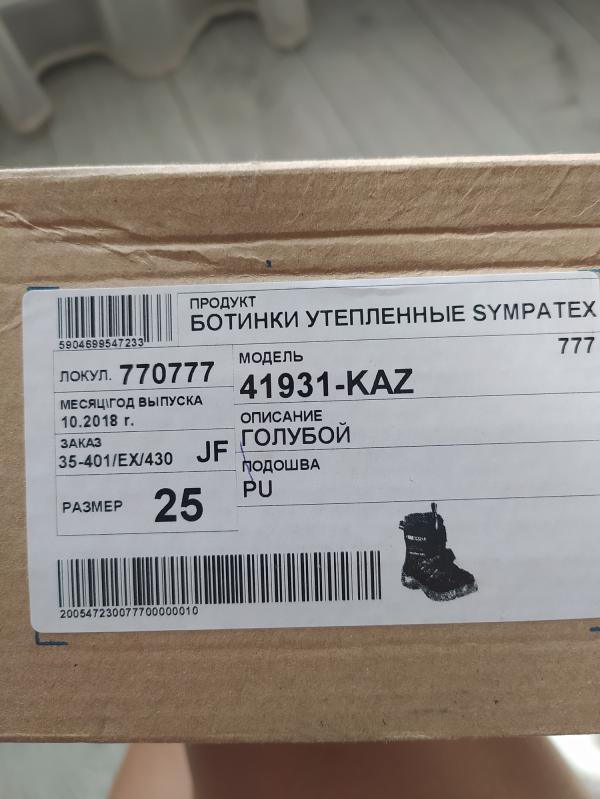 ПРОДУКТ
БОТИНКИ УТЕПЛЕННЫЕ SYMPATEX
5904699547233
777
ЛОКУЛ. 770777
МОДЕЛЬ
41931-KAZ
МЕСЯЦ\ГОД ВЫПУСКА
10.2018 г.
ОПИСАНИЕ
ГОЛУБОЙ
ЗАКАЗ
35-401/EX/430 JF
ПОДОШВА
PU
РАЗМЕР 25
200547230077700000010